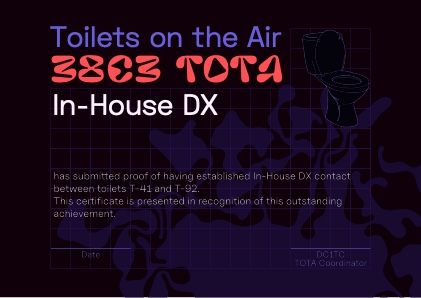 Toilets on the Air
38C3 TOTA
In-House DX
has submitted proof of having established In-House DX contact
between toilets T-41 and T-92.
This certificate is presented in recognition of this outstanding
achievement.
Date
DC1TC
TOTA Coordinator